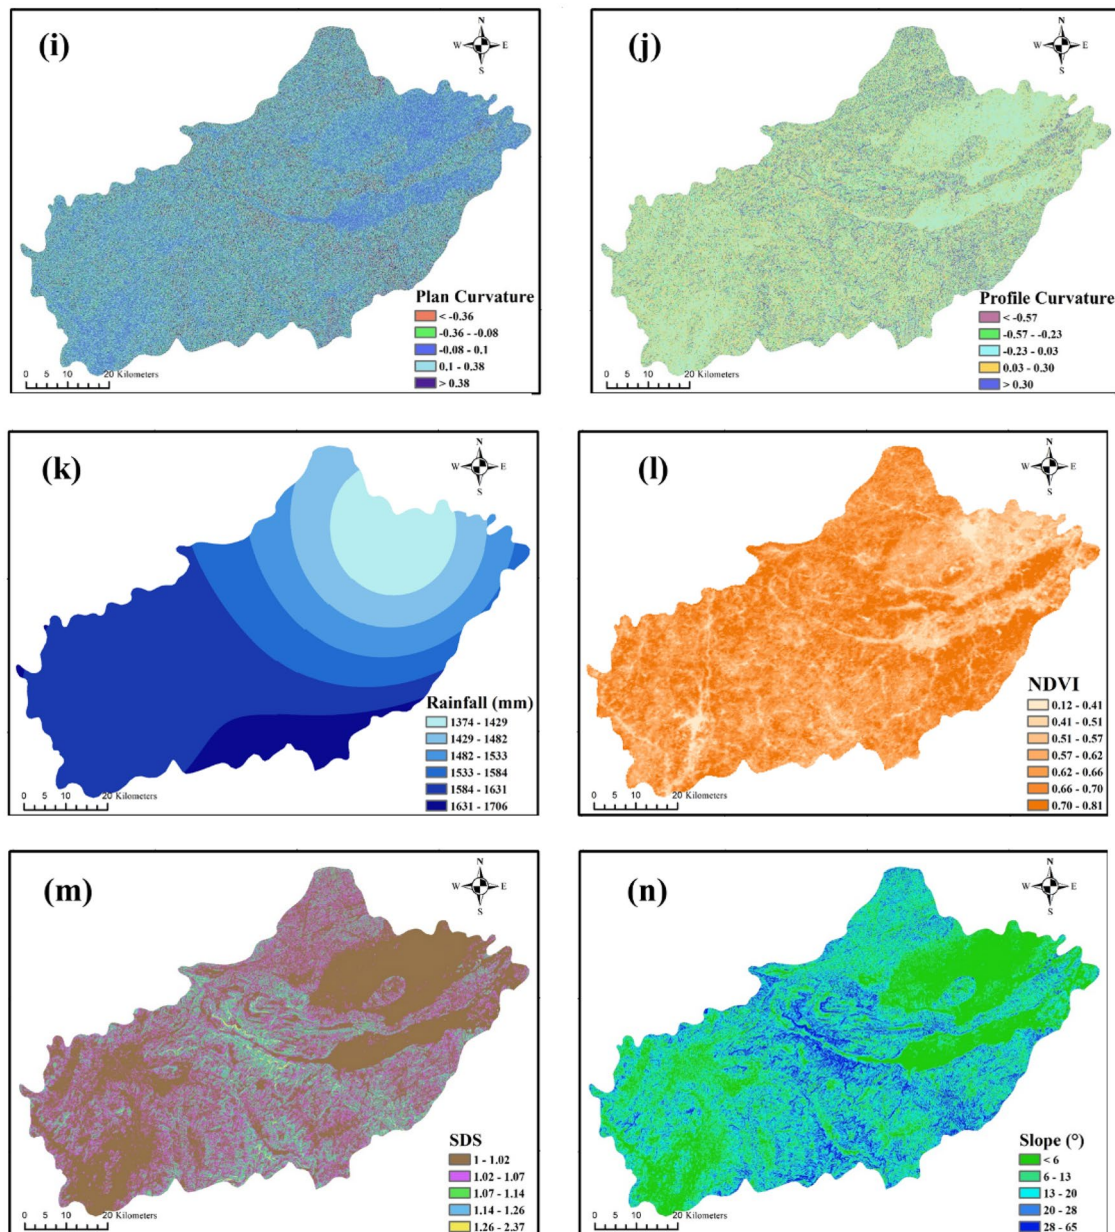 (i)
N
W E
S
Plan Curvature
< -0.36
-0.36 - -0.08
-0.08 - 0.1
0.1 - 0.38
> 0.38
0 5 10 20 Kilometers
(j)
N
W E
S
Profile Curvature
< -0.57
-0.57 - -0.23
-0.23 - 0.03
0.03 - 0.30
> 0.30
0 5 10 20 Kilometers
(k)
N
W E
S
Rainfall (mm)
1374 - 1429
1429 - 1482
1482 - 1533
1533 - 1584
1584 - 1631
1631 - 1706
0 5 10 20 Kilometers
(l)
N
W E
S
NDVI
0.12 - 0.41
0.41 - 0.51
0.51 - 0.57
0.57 - 0.62
0.62 - 0.66
0.66 - 0.70
0.70 - 0.81
0 5 10 20 Kilometers
(m)
N
W E
S
SDS
1 - 1.02
1.02 - 1.07
1.07 - 1.14
1.14 - 1.26
1.26 - 2.37
0 5 10 20 Kilometers
(n)
N
W E
S
Slope (°)
< 6
6 - 13
13 - 20
20 - 28
28 - 65
0 5 10 20 Kilometers